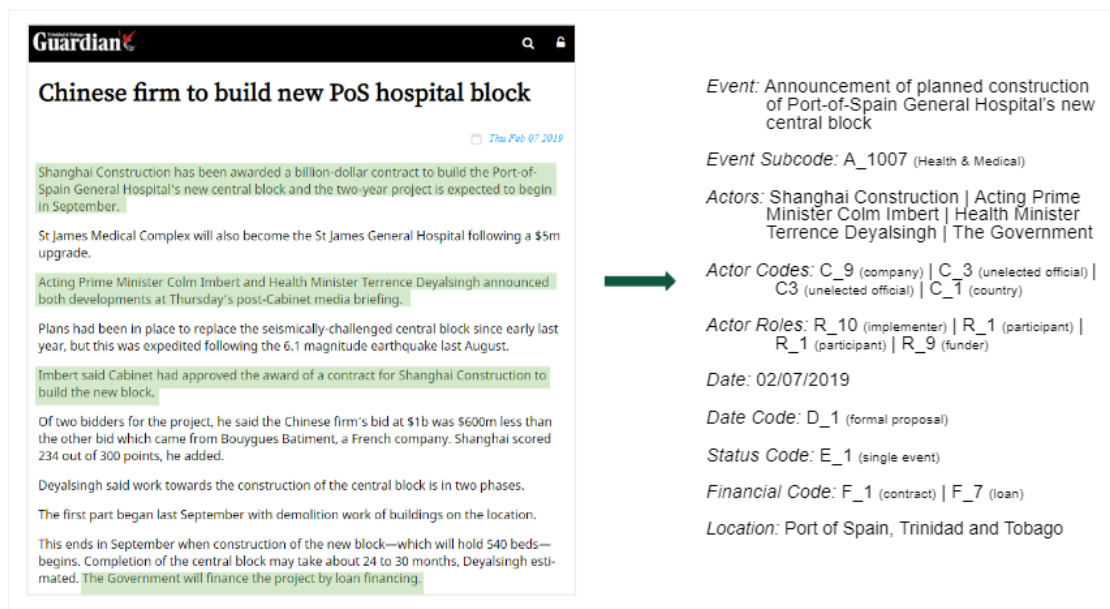 Trinidad & Tobago
Guardian
Chinese firm to build new PoS hospital block
Thu Feb 07 2019
Shanghai Construction has been awarded a billion-dollar contract to build the Port-of-
Spain General Hospital's new central block and the two-year project is expected to begin
in September.
St James Medical Complex will also become the St James General Hospital following a $5m
upgrade.
Acting Prime Minister Colm Imbert and Health Minister Terrence Deyalsingh announced
both developments at Thursday's post-Cabinet media briefing.
Plans had been in place to replace the seismically-challenged central block since early last
year, but this was expedited following the 6.1 magnitude earthquake last August.
Imbert said Cabinet had approved the award of a contract for Shanghai Construction to
build the new block.
Of two bidders for the project, he said the Chinese firm's bid at $1b was $600m less than
the other bid which came from Bouygues Batiment, a French company. Shanghai scored
234 out of 300 points, he added.
Deyalsingh said work towards the construction of the central block is in two phases.
The first part began last September with demolition work of buildings on the location.
This ends in September when construction of the new block—which will hold 540 beds—
begins. Completion of the central block may take about 24 to 30 months, Deyalsingh esti-
mated. The Government will finance the project by loan financing.
Event: Announcement of planned construction
of Port-of-Spain General Hospital's new
central block
Event Subcode: A_1007 (Health & Medical)
Actors: Shanghai Construction | Acting Prime
Minister Colm Imbert | Health Minister
Terrence Deyalsingh | The Government
Actor Codes: C_9 (company) | C_3 (unelected official) |
C3 (unelected official) | C_1 (country)
Actor Roles: R_10 (implementer) | R_1 (participant) |
R_1 (participant) | R_9 (funder)
Date: 02/07/2019
Date Code: D_1 (formal proposal)
Status Code: E_1 (single event)
Financial Code: F_1 (contract) | F_7 (loan)
Location: Port of Spain, Trinidad and Tobago